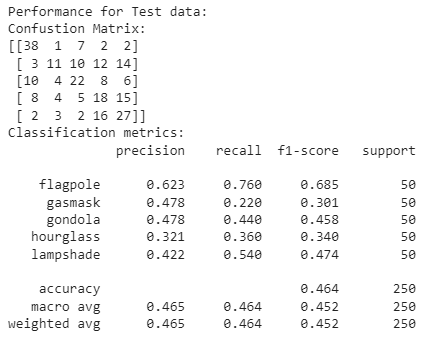 Performance for Test data:
Confustion Matrix:
[[38  1  7  2  2]
 [ 3 11 10 12 14]
 [10  4 22  8  6]
 [ 8  4  5 18 15]
 [ 2  3  2 16 27]]
Classification metrics:
              precision    recall  f1-score   support

    flagpole      0.623     0.760     0.685        50
     gasmask      0.478     0.220     0.301        50
     gondola      0.478     0.440     0.458        50
   hourglass      0.321     0.360     0.340        50
   lampshade      0.422     0.540     0.474        50

    accuracy                          0.464       250
   macro avg      0.465     0.464     0.452       250
weighted avg      0.465     0.464     0.452       250